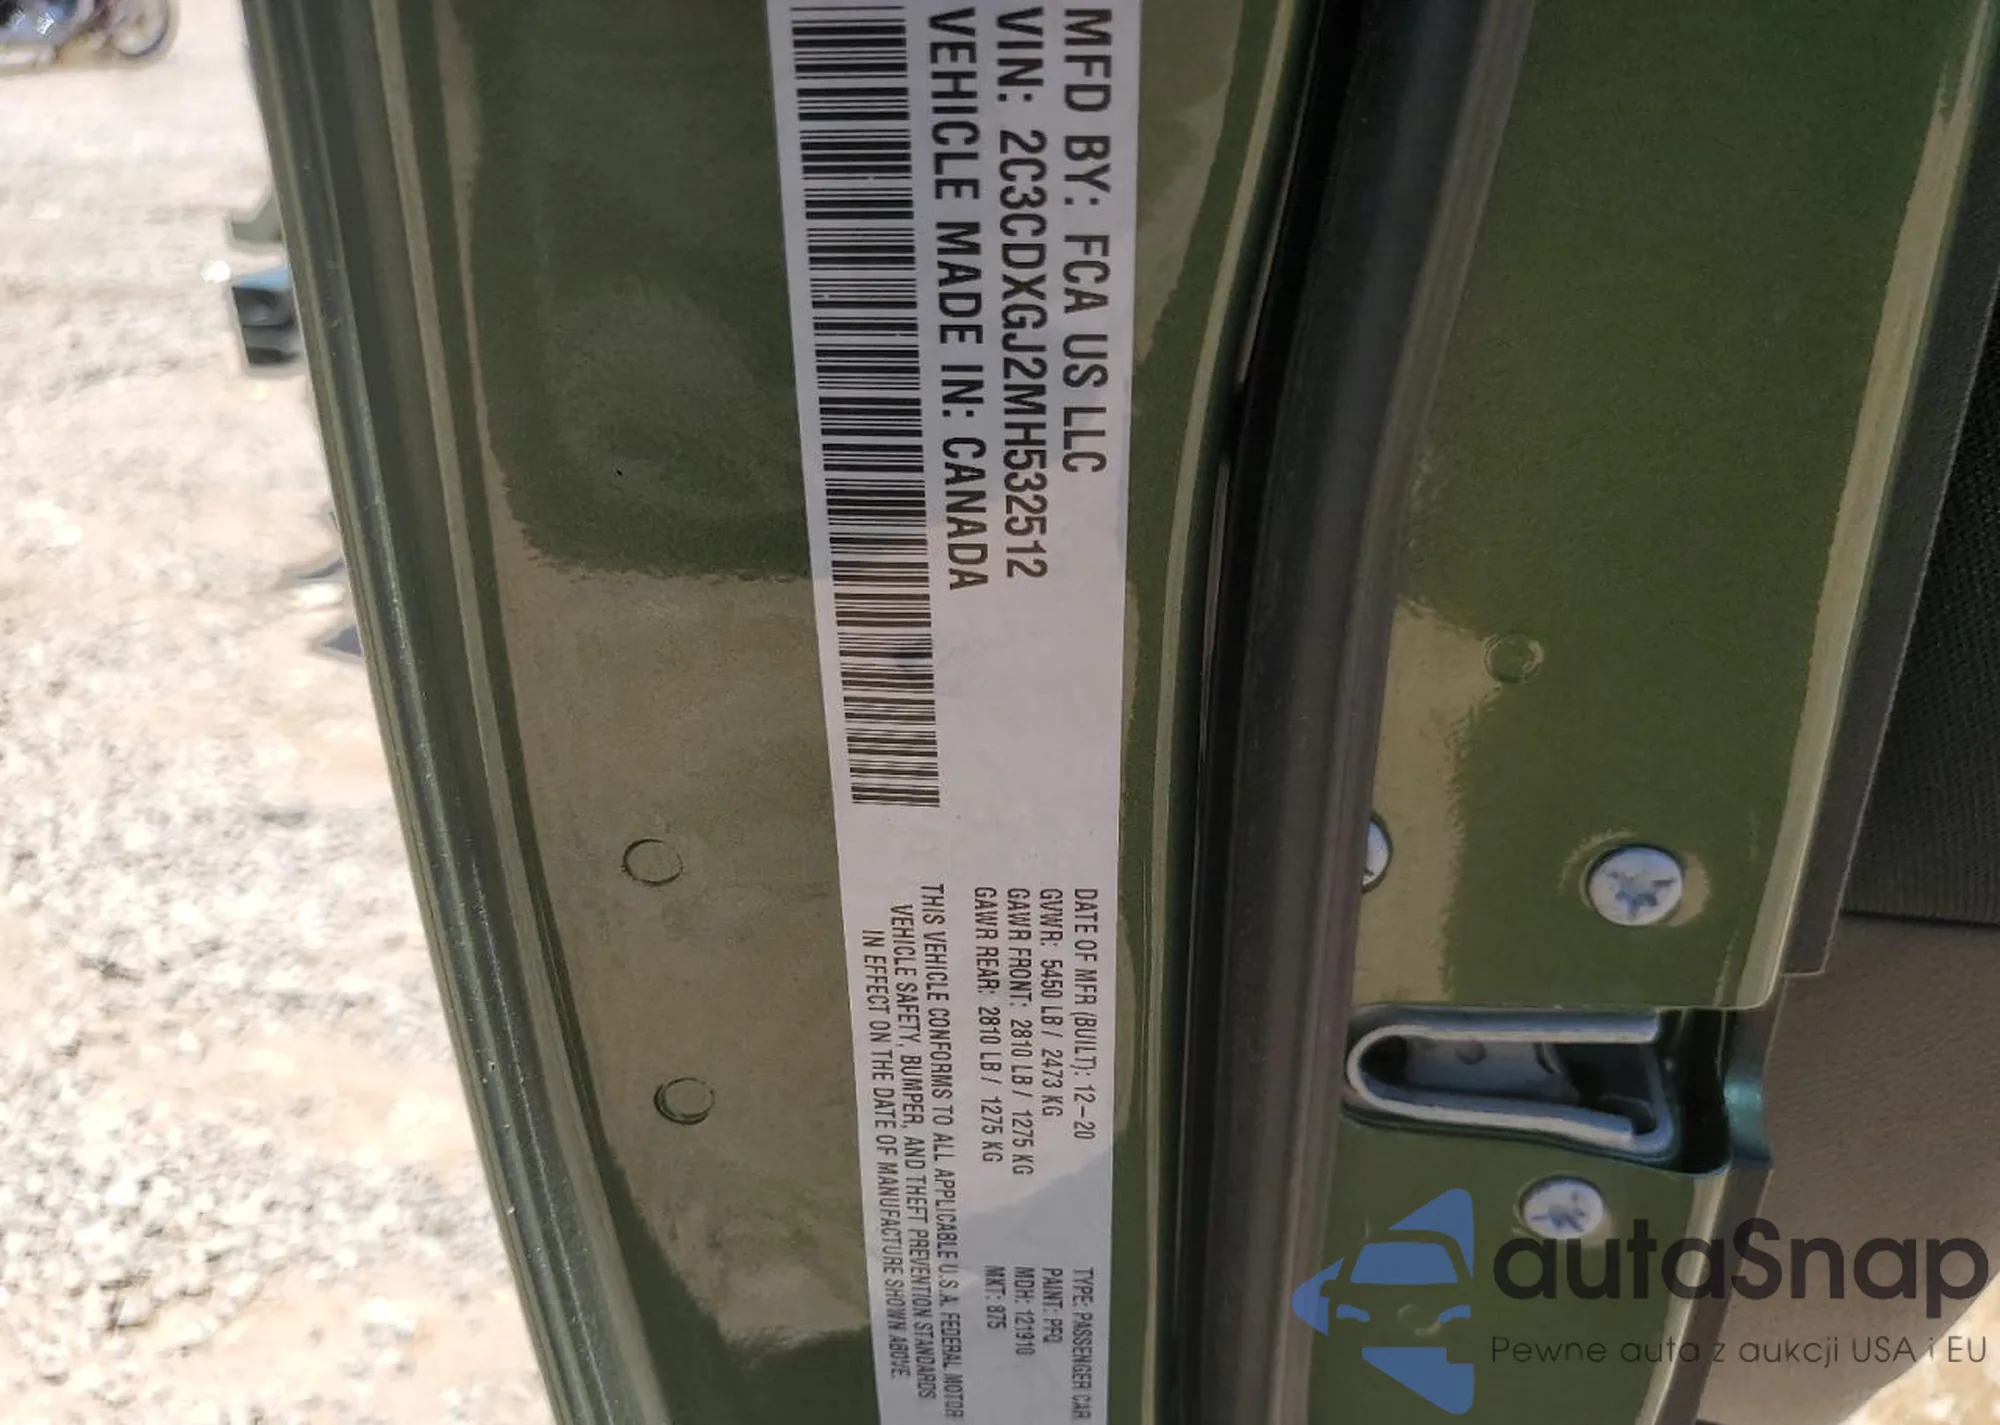 MFD BY: FCA US LLC
VIN: 2C3CDXGJ2MH532512
VEHICLE MADE IN: CANADA
DATE OF MFR (BUILT): 12-20
GVWR: 5450 LB / 2473 KG
GAWR FRONT: 2810 LB / 1275 KG
GAWR REAR: 2810 LB / 1275 KG
THIS VEHICLE CONFORMS TO ALL APPLICABLE U.S.A. FEDERAL MOTOR
VEHICLE SAFETY, BUMPER, AND THEFT PREVENTION STANDARDS
IN EFFECT ON THE DATE OF MANUFACTURE SHOWN ABOVE.
TYPE: PASSENGER CAR
PAINT: PFQ
MDH: 121910
MKT: 875
autaSnap
Pewne auta z aukcji USA i EU